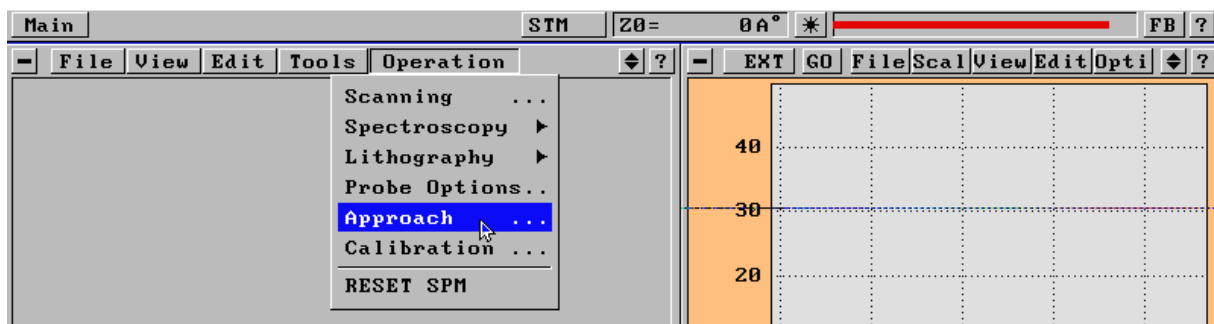 Main STM Z0= 0A° FB ?
File View Edit Tools Operation ?
EXT GO File Scal View Edit Opti ?
Scanning ...
Spectroscopy
Lithography
Probe Options..
Approach ...
Calibration ...
RESET SPM
40
30
20